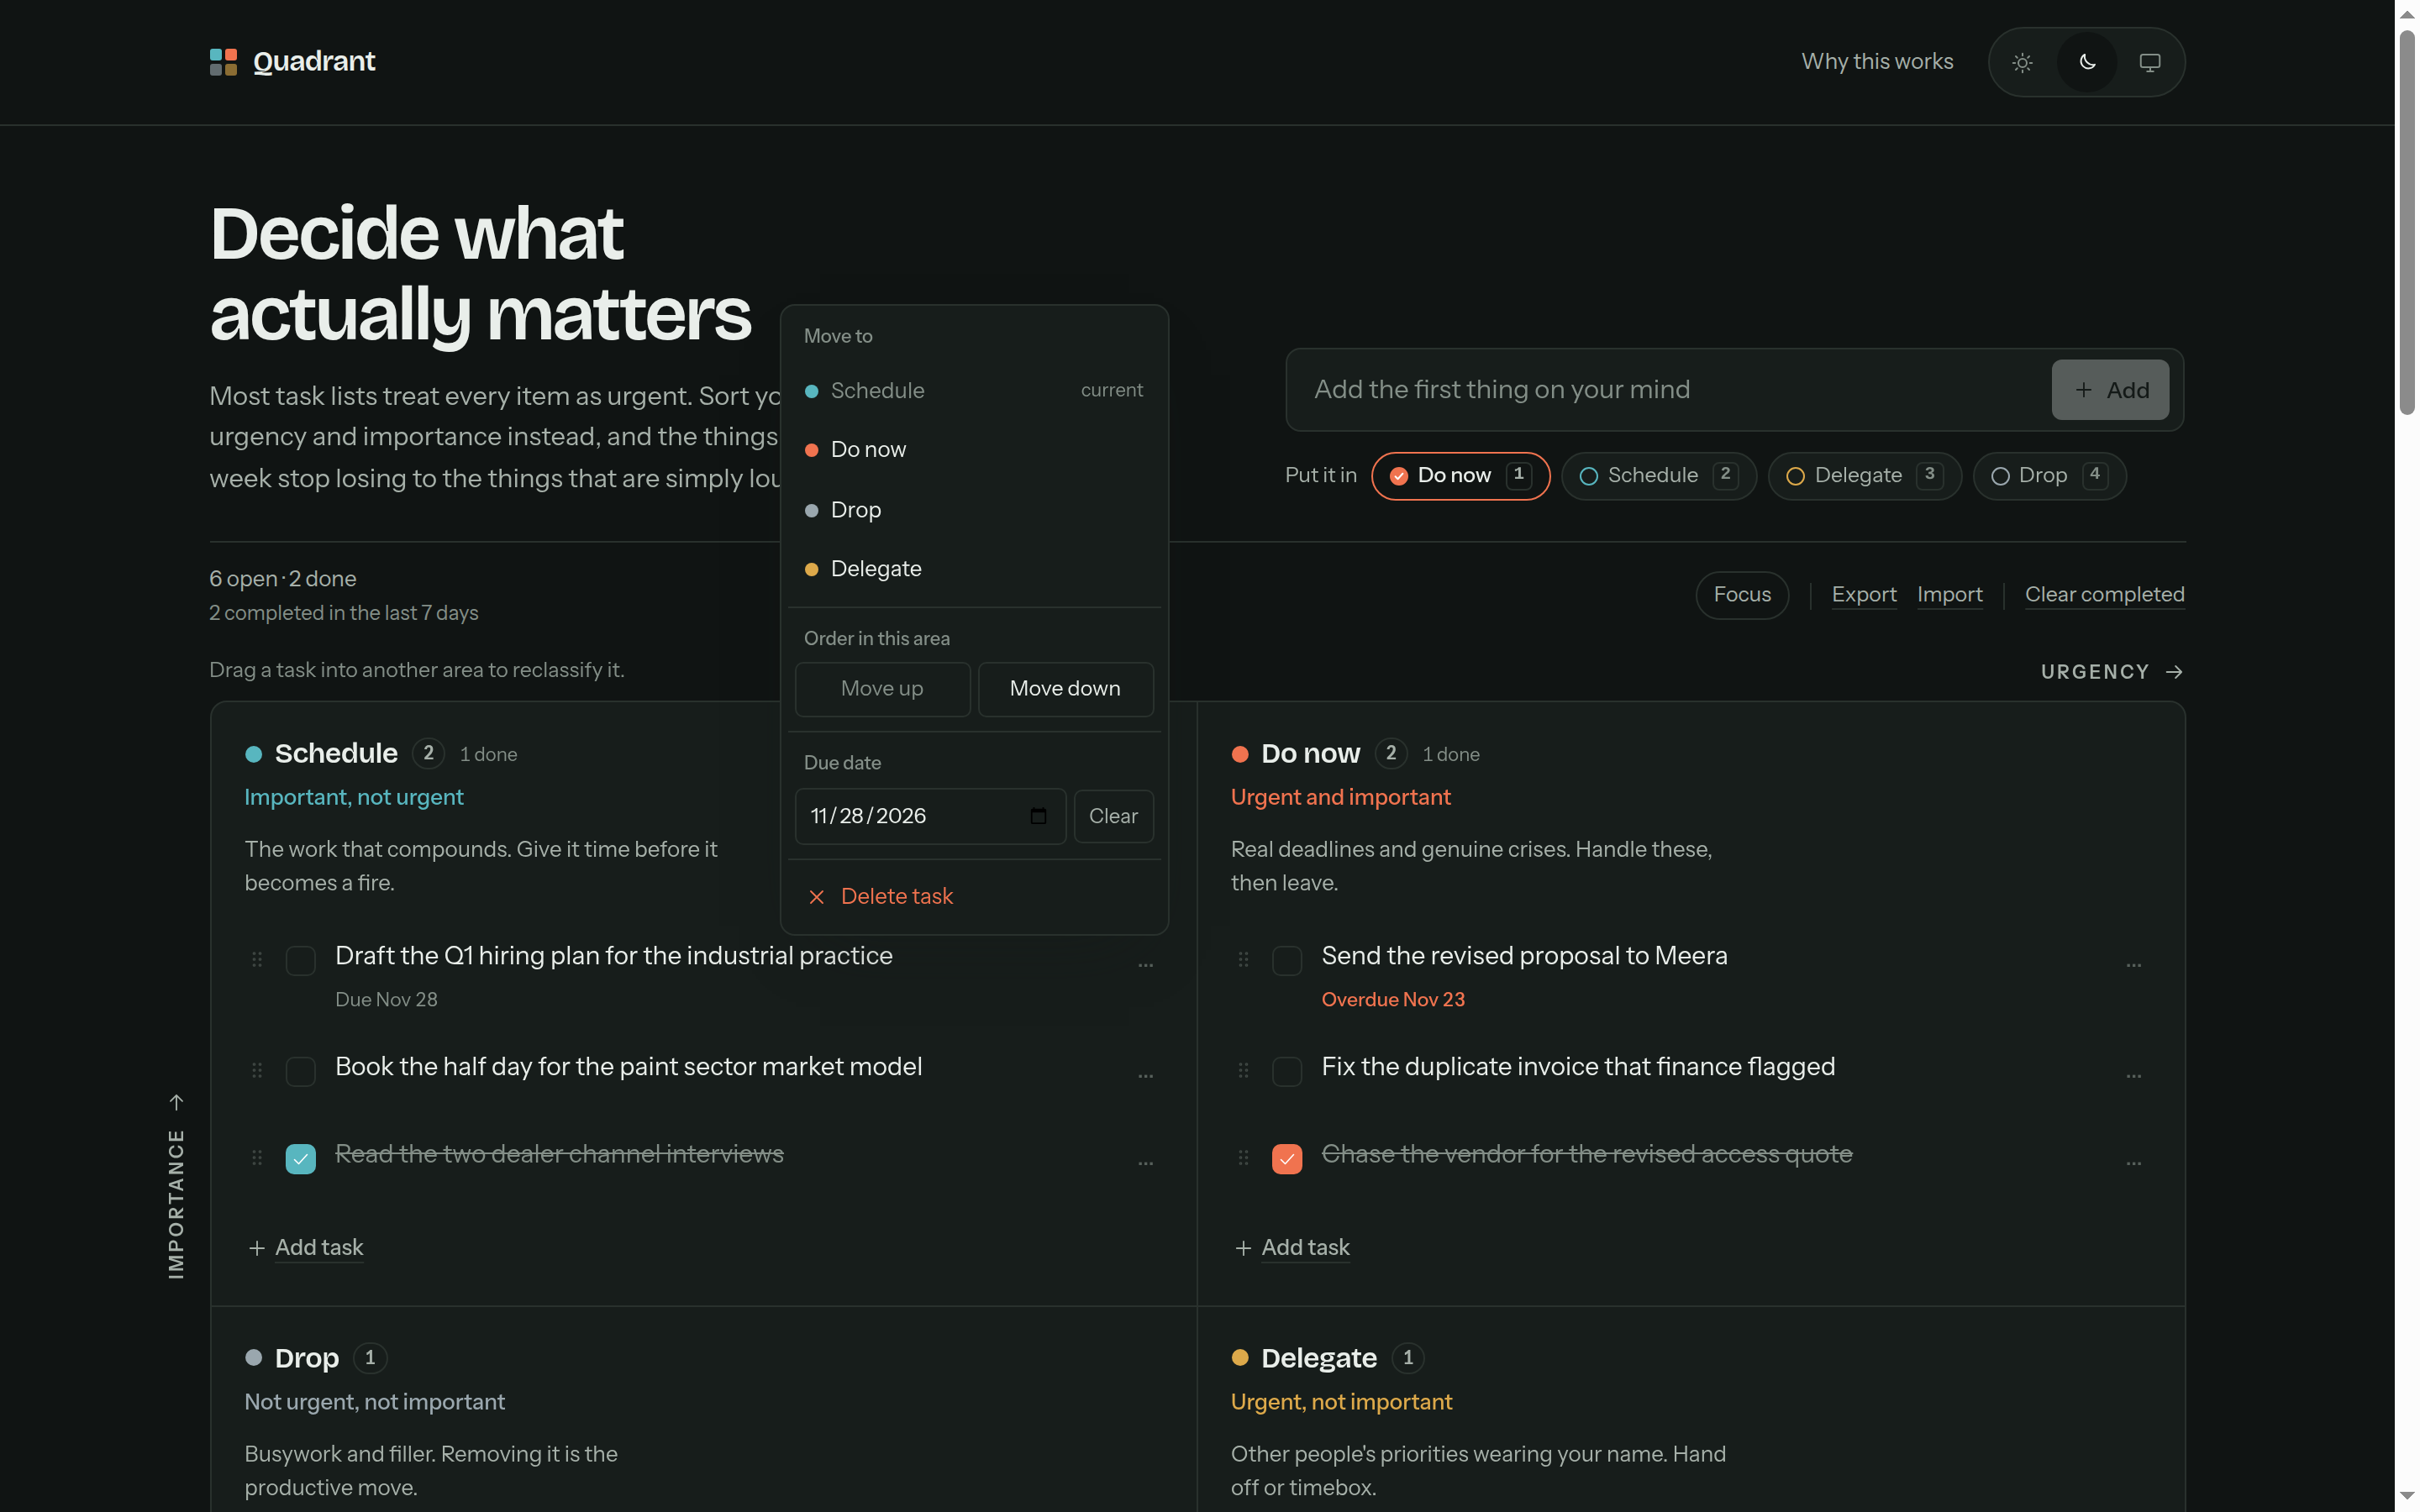 Quadrant
Why this works
Decide what
actually matters
Most task lists treat every item as urgent. Sort yo
urgency and importance instead, and the things
week stop losing to the things that are simply lou
Move to
Schedule current
Do now
Drop
Delegate
Order in this area
Move up Move down
Due date
11/28/2026 Clear
Delete task
Add the first thing on your mind
+ Add
Put it in Do now 1 Schedule 2 Delegate 3 Drop 4
6 open · 2 done
2 completed in the last 7 days
Focus Export Import Clear completed
Drag a task into another area to reclassify it.
URGENCY →
IMPORTANCE →
Schedule 2 1 done
Important, not urgent
The work that compounds. Give it time before it
becomes a fire.
Draft the Q1 hiring plan for the industrial practice ...
Due Nov 28
Book the half day for the paint sector market model ...
Read the two dealer channel interviews ...
+ Add task
Do now 2 1 done
Urgent and important
Real deadlines and genuine crises. Handle these,
then leave.
Send the revised proposal to Meera ...
Overdue Nov 23
Fix the duplicate invoice that finance flagged ...
Chase the vendor for the revised access quote ...
+ Add task
Drop 1
Not urgent, not important
Busywork and filler. Removing it is the
productive move.
Delegate 1
Urgent, not important
Other people's priorities wearing your name. Hand
off or timebox.